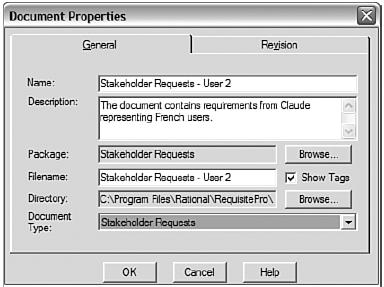 Document Properties
General
Revision
Name:
Stakeholder Requests - User 2
Description:
The document contains requirements from Claude
representing French users.
Package:
Stakeholder Requests
Browse...
Filename:
Stakeholder Requests - User 2
Show Tags
Directory:
C:\Program Files\Rational\RequisitePro\
Browse...
Document
Type:
Stakeholder Requests
OK
Cancel
Help